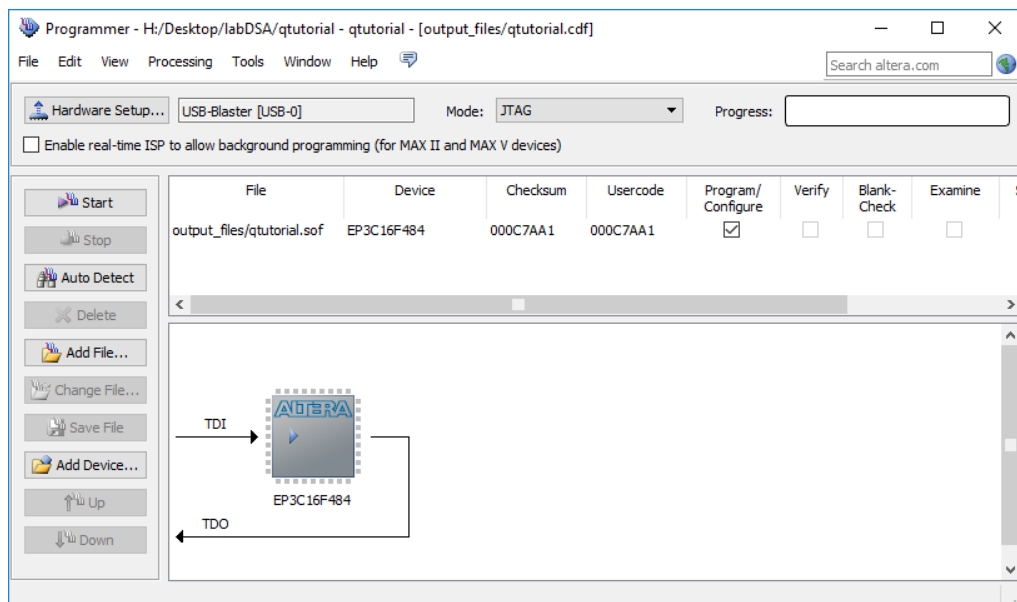 Programmer - H:/Desktop/labDSA/qtutorial - qtutorial - [output_files/qtutorial.cdf]
File Edit View Processing Tools Window Help
Search altera.com
Hardware Setup... USB-Blaster [USB-0] Mode: JTAG Progress:
Enable real-time ISP to allow background programming (for MAX II and MAX V devices)
Start
Stop
Auto Detect
Delete
Add File...
Change File...
Save File
Add Device...
Up
Down
File Device Checksum Usercode Program/ Verify Blank- Examine
Configure Check
output_files/qtutorial.sof EP3C16F484 000C7AA1 000C7AA1
ALTERA
TDI
EP3C16F484
TDO